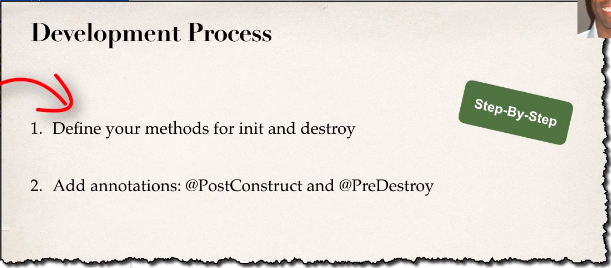 Development Process
Step-By-Step
1. Define your methods for init and destroy
2. Add annotations: @PostConstruct and @PreDestroy